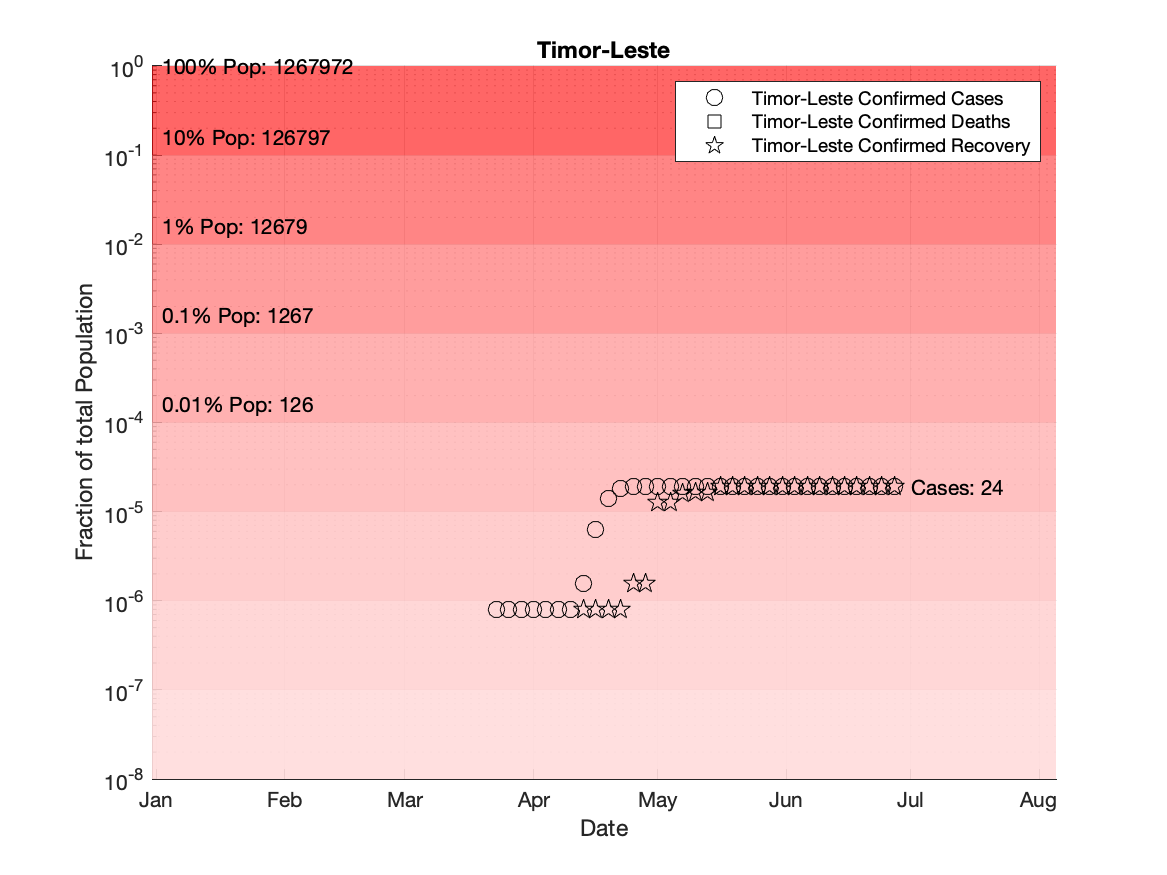 Timor-Leste
10^0
10^-1
10^-2
10^-3
10^-4
10^-5
10^-6
10^-7
10^-8
Fraction of total Population
100% Pop: 1267972
10% Pop: 126797
1% Pop: 12679
0.1% Pop: 1267
0.01% Pop: 126
Timor-Leste Confirmed Cases
Timor-Leste Confirmed Deaths
Timor-Leste Confirmed Recovery
Cases: 24
Jan Feb Mar Apr May Jun Jul Aug
Date